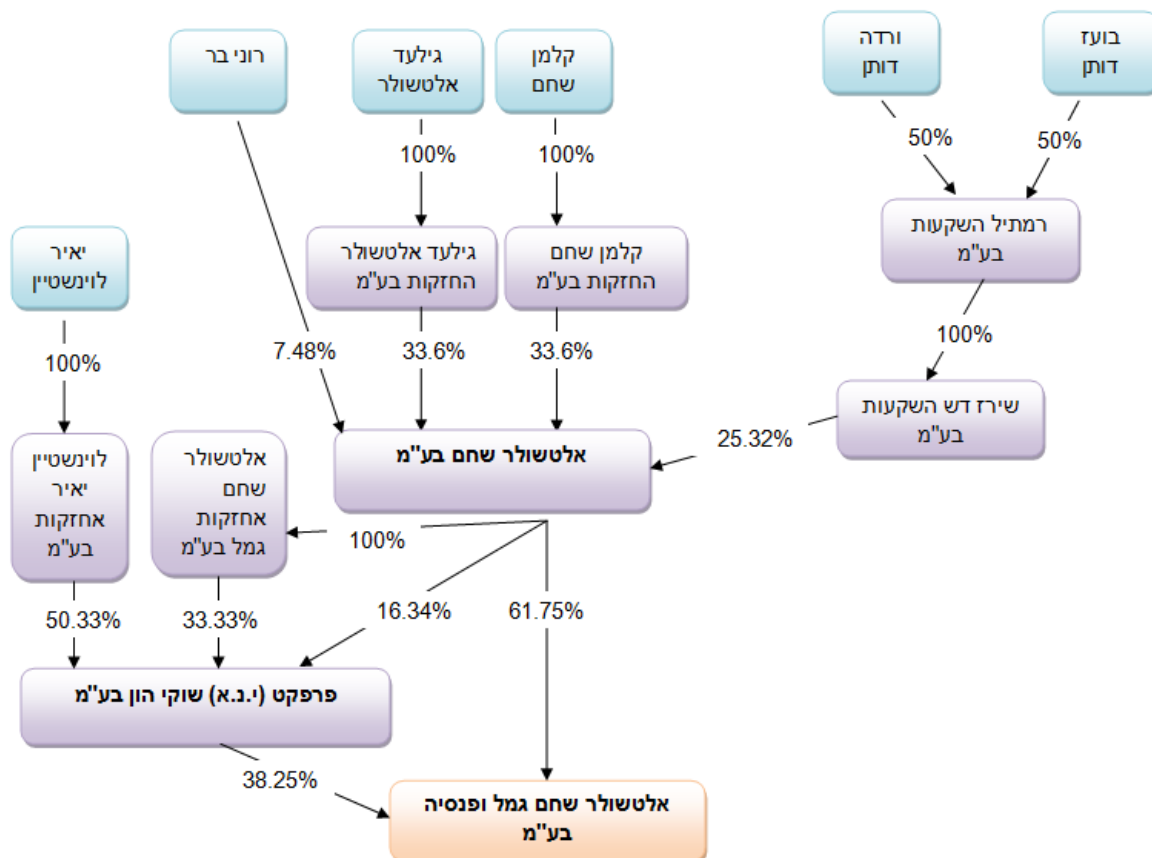 רוני בר
גילעד
אלטשולר
קלמן
שחם
ורדה
דותן
בועז
דותן
100%
100%
50%
50%
יאיר
לוינשטיין
גילעד אלטשולר
החזקות בע"מ
קלמן שחם
החזקות בע"מ
רמתיל השקעות
בע"מ
100%
7.48%
33.6%
33.6%
100%
שירז דש השקעות
בע"מ
25.32%
לוינשטיין
יאיר
אחזקות
בע"מ
אלטשולר
שחם
אחזקות
גמל בע"מ
אלטשולר שחם בע"מ
100%
50.33%
33.33%
16.34%
61.75%
פרפקט (י.נ.א) שוקי הון בע"מ
38.25%
אלטשולר שחם גמל ופנסיה
בע"מ